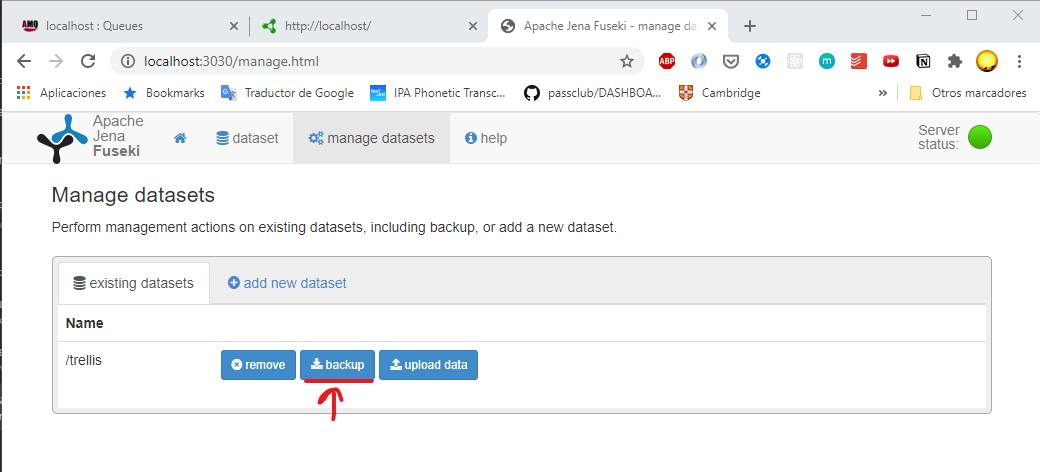 AMQ localhost : Queues
http://localhost/
Apache Jena Fuseki - manage da
localhost:3030/manage.html
ABP
m
Aplicaciones
Bookmarks
Traductor de Google
IPA Phonetic Transc...
passclub/DASHBOA...
Cambridge
»
Otros marcadores
Apache
Jena
Fuseki
dataset
manage datasets
help
Server
status:
Manage datasets
Perform management actions on existing datasets, including backup, or add a new dataset.
existing datasets
add new dataset
Name
/trellis
remove
backup
upload data